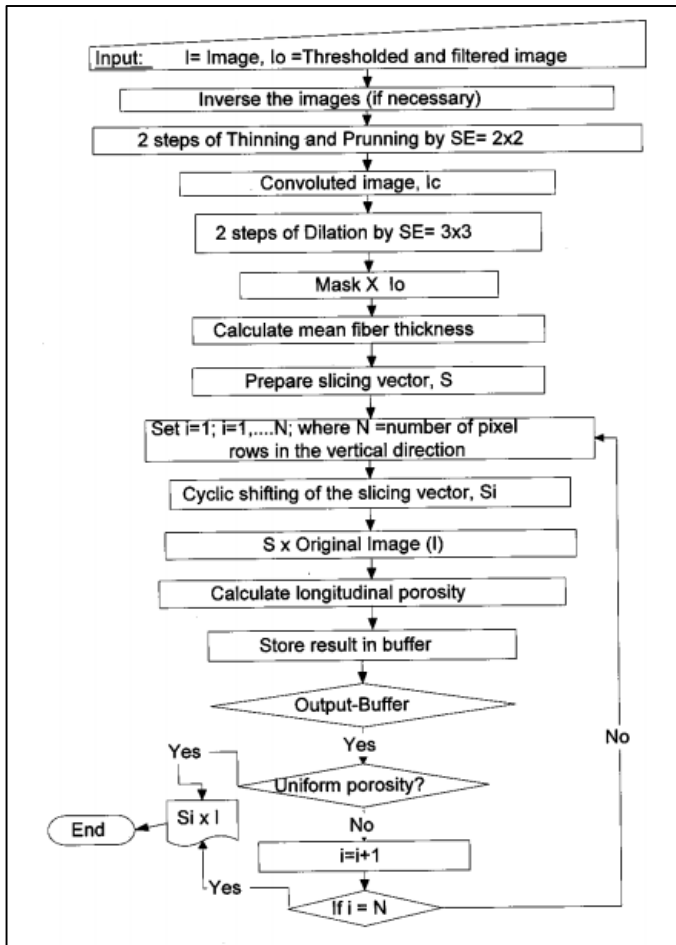 Input: I= Image, Io =Thresholded and filtered image
Inverse the images (if necessary)
2 steps of Thinning and Prunning by SE= 2x2
Convoluted image, Ic
2 steps of Dilation by SE= 3x3
Mask X Io
Calculate mean fiber thickness
Prepare slicing vector, S
Set i=1; i=1,....N; where N =number of pixel
rows in the vertical direction
Cyclic shifting of the slicing vector, Si
S x Original Image (I)
Calculate longitudinal porosity
Store result in buffer
Output-Buffer
Yes
Uniform porosity?
Yes
No
No
Si x I
End
i=i+1
Yes
If i = N